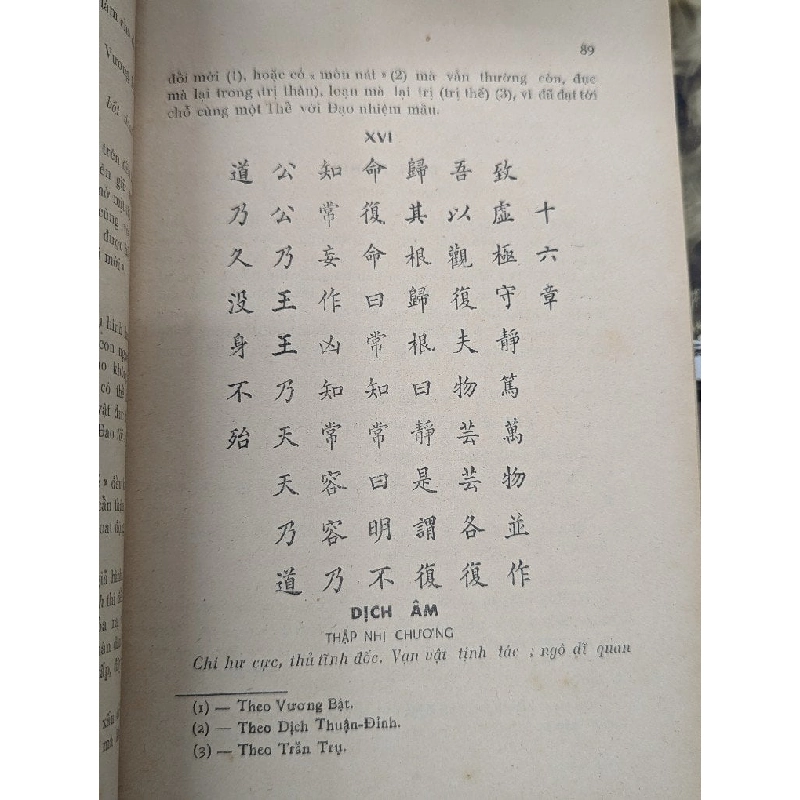 89
đổi mới (1), hoặc có « mòn nát » (2) mà vẫn thường còn, đục
mà lại trong (trị thân), loạn mà lại trị (trị thế) (3), vì đã đạt tới
chỗ cùng một Thể với Đạo nhiệm mầu.
XVI
十六章
致虛極守靜篤萬物並作
吾以觀復夫物芸芸各復
歸其根歸根曰靜是謂復
命復命曰常知常曰明不
知常妄作凶知常容容乃
公公乃王王乃天天乃道
道乃久没身不殆
DỊCH ÂM
THẬP NHỊ CHƯƠNG
Chí hư cực, thủ tĩnh đốc. Vạn vật tịnh tác ; ngô dĩ quan
(1) — Theo Vương Bật.
(2) — Theo Dịch Thuận-Đỉnh.
(3) — Theo Trần Trụ.